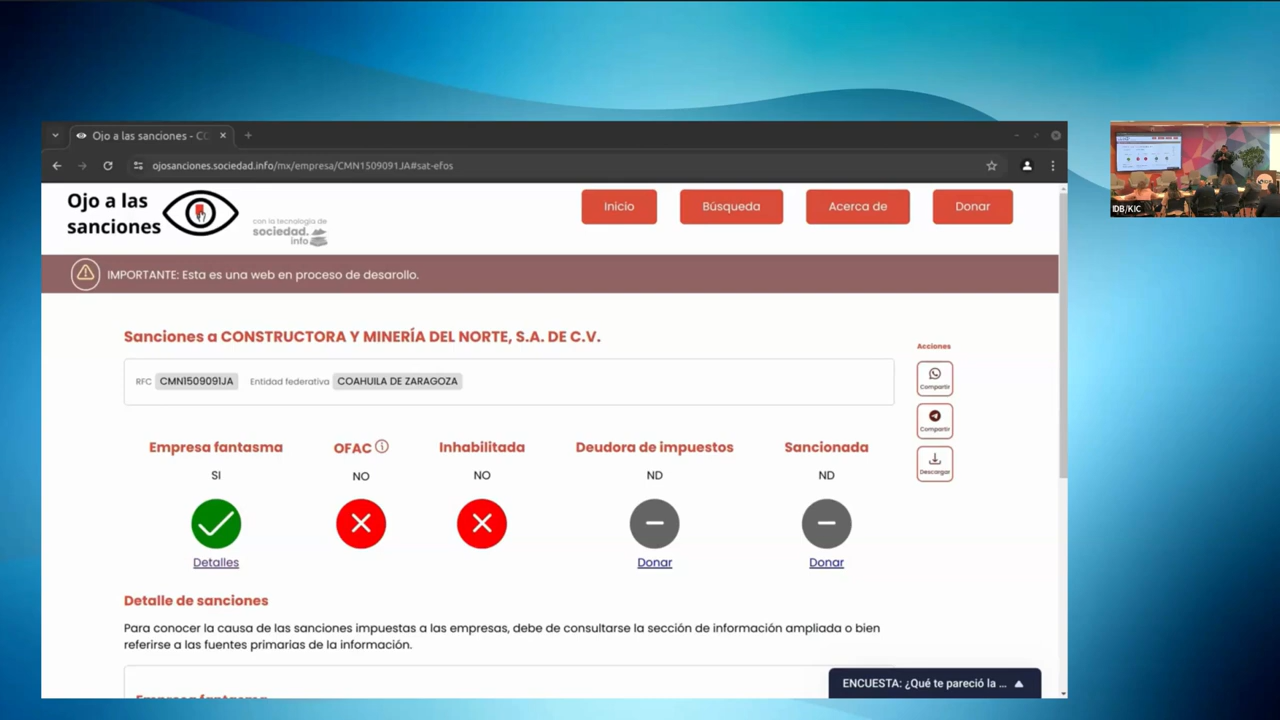 Ojo a las sanciones - CO
ojosanciones.sociedad.info/mx/empresa/CMN1509091JA#sat-efos
Ojo a las
sanciones
con la tecnología de
sociedad.
info
Inicio
Búsqueda
Acerca de
Donar
IMPORTANTE: Esta es una web en proceso de desarollo.
Sanciones a CONSTRUCTORA Y MINERÍA DEL NORTE, S.A. DE C.V.
RFC CMN1509091JA Entidad federativa COAHUILA DE ZARAGOZA
Acciones
Compartir
Compartir
Descargar
Empresa fantasma
OFAC
Inhabilitada
Deudora de impuestos
Sancionada
SI
NO
NO
ND
ND
Detalles
Donar
Donar
Detalle de sanciones
Para conocer la causa de las sanciones impuestas a las empresas, debe de consultarse la sección de información ampliada o bien
referirse a las fuentes primarias de la información.
Empresa fantasma
ENCUESTA: ¿Qué te pareció la ...
IDB/KIC